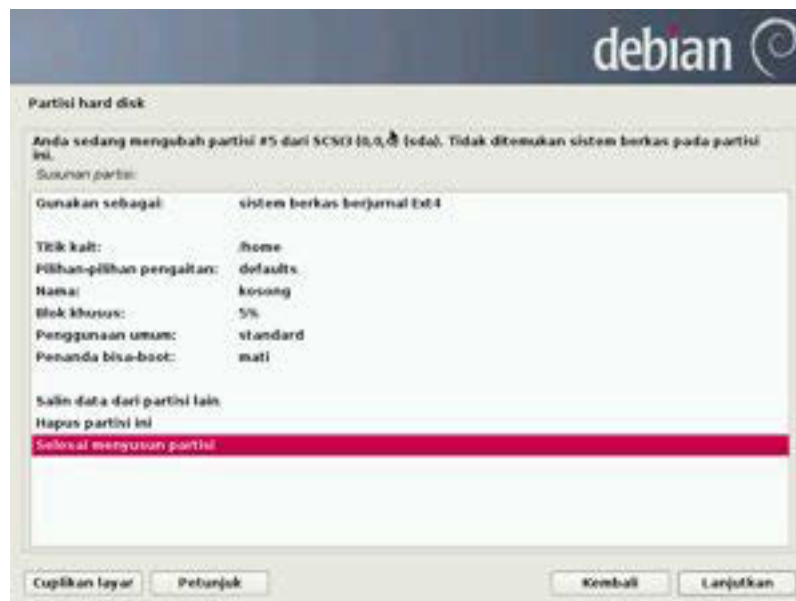 debian
Partisi hard disk
Anda sedang mengubah partisi #5 dari SCSI3 (0,0,0) (sda). Tidak ditemukan sistem berkas pada partisi
ini.
Susunan partisi:
Gunakan sebagai: sistem berkas berjurnal Ext4
Titik kait: /home
Pilihan-pilihan pengaitan: defaults
Nama: kosong
Blok khusus: 5%
Penggunaan umum: standard
Penanda bisa-boot: mati
Salin data dari partisi lain
Hapus partisi ini
Selesai menyusun partisi
Cuplikan layar Petunjuk Kembali Lanjutkan